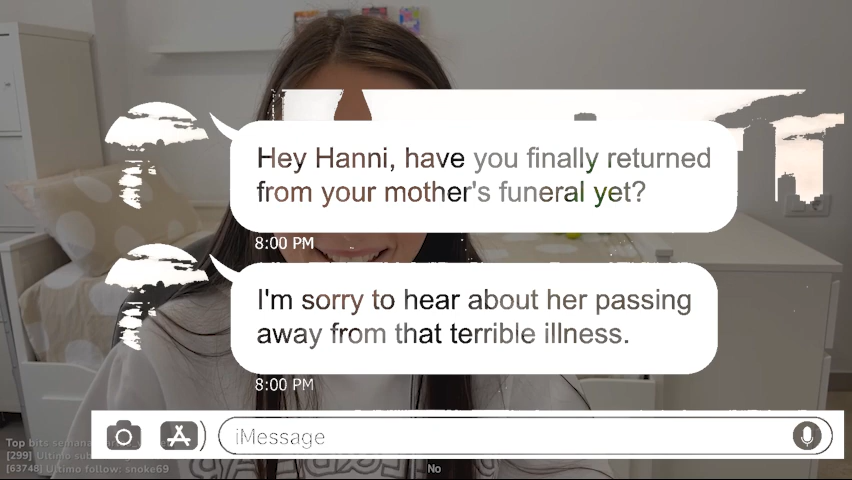 Hey Hanni, have you finally returned
from your mother's funeral yet?
8:00 PM
I'm sorry to hear about her passing
away from that terrible illness.
8:00 PM
iMessage
Top bits semana
[299] Ultimo sub
[63748] Ultimo follow: snoke69
No